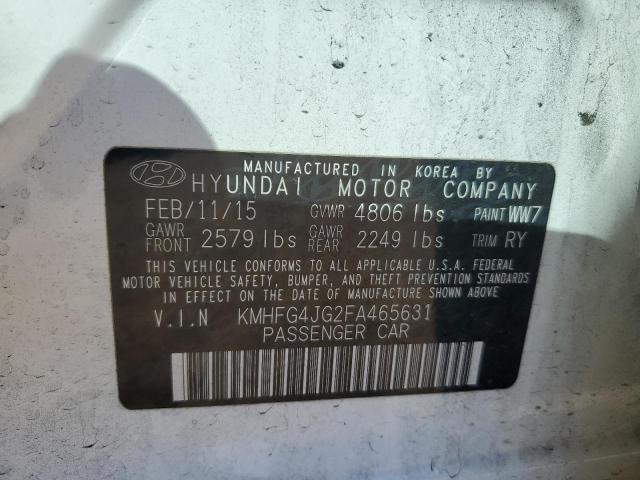 MANUFACTURED IN KOREA BY
HYUNDAI MOTOR COMPANY
FEB/11/15 GVWR 4806 lbs PAINT WW7
GAWR FRONT 2579 lbs GAWR REAR 2249 lbs TRIM RY
THIS VEHICLE CONFORMS TO ALL APPLICABLE U.S.A. FEDERAL
MOTOR VEHICLE SAFETY, BUMPER, AND THEFT PREVENTION STANDARDS
IN EFFECT ON THE DATE OF MANUFACTURE SHOWN ABOVE
V.I.N KMHFG4JG2FA465631
PASSENGER CAR